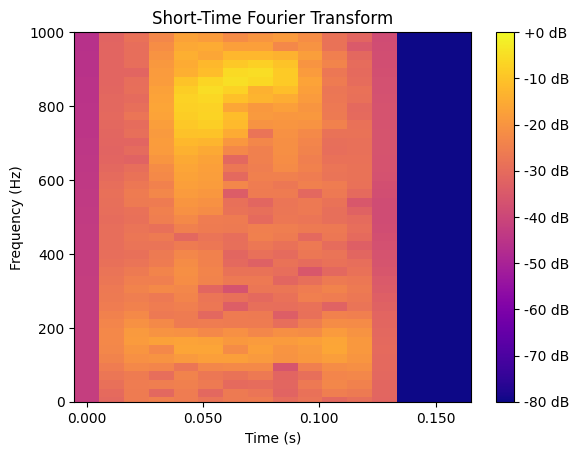 Short-Time Fourier Transform
1000
800
600
400
200
0
Frequency (Hz)
0.000
0.050
0.100
0.150
Time (s)
+0 dB
-10 dB
-20 dB
-30 dB
-40 dB
-50 dB
-60 dB
-70 dB
-80 dB